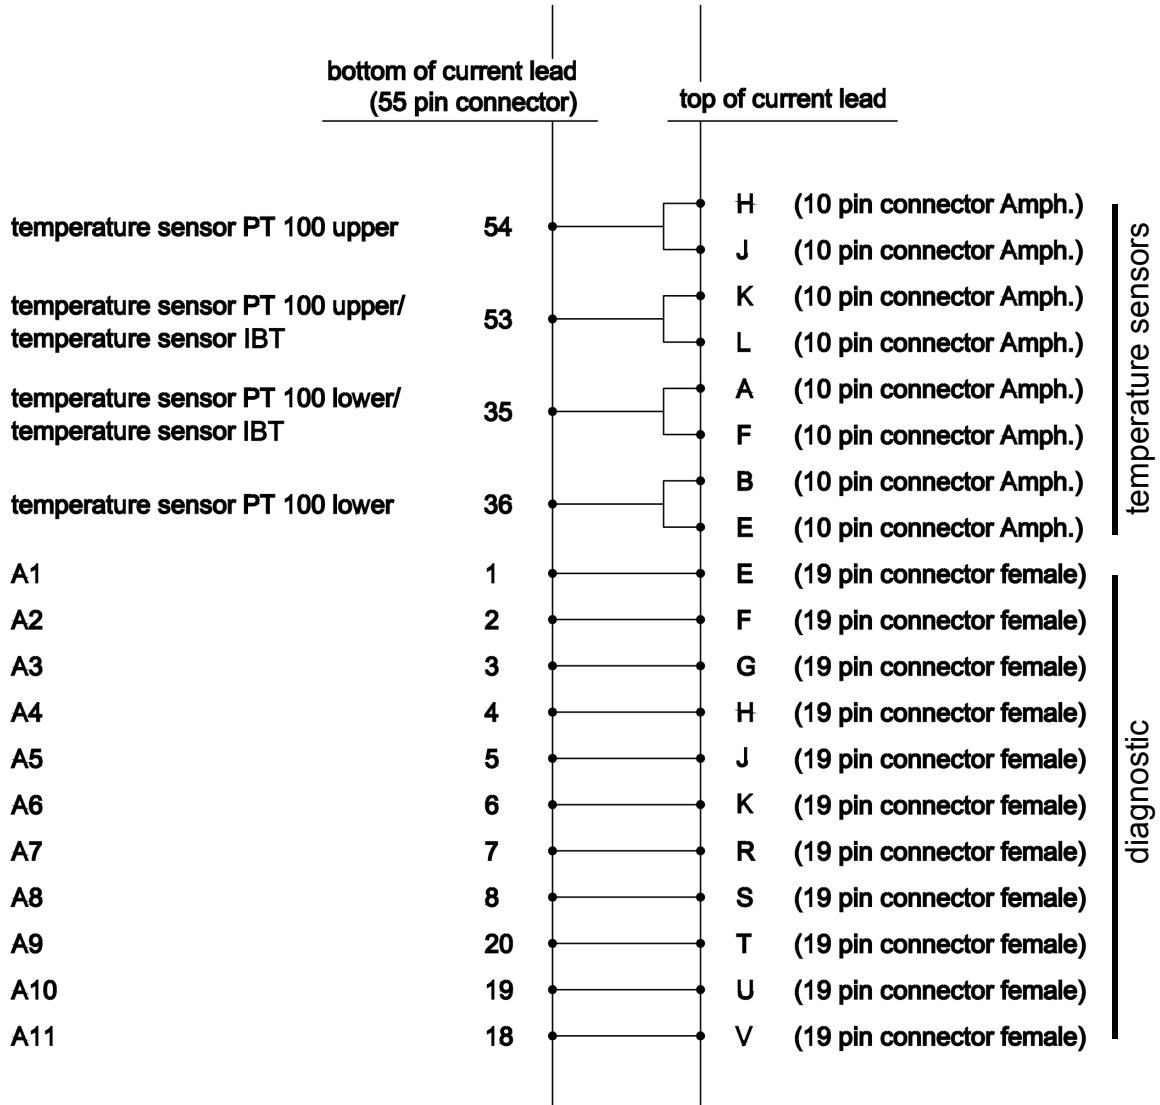 bottom of current lead
(55 pin connector)
top of current lead
temperature sensor PT 100 upper 54
H (10 pin connector Amph.)
J (10 pin connector Amph.)
temperature sensor PT 100 upper/
temperature sensor IBT
53
K (10 pin connector Amph.)
L (10 pin connector Amph.)
temperature sensor PT 100 lower/
temperature sensor IBT
35
A (10 pin connector Amph.)
F (10 pin connector Amph.)
temperature sensor PT 100 lower 36
B (10 pin connector Amph.)
E (10 pin connector Amph.)
temperature sensors
A1 1 E (19 pin connector female)
A2 2 F (19 pin connector female)
A3 3 G (19 pin connector female)
A4 4 H (19 pin connector female)
A5 5 J (19 pin connector female)
A6 6 K (19 pin connector female)
A7 7 R (19 pin connector female)
A8 8 S (19 pin connector female)
A9 20 T (19 pin connector female)
A10 19 U (19 pin connector female)
A11 18 V (19 pin connector female)
diagnostic